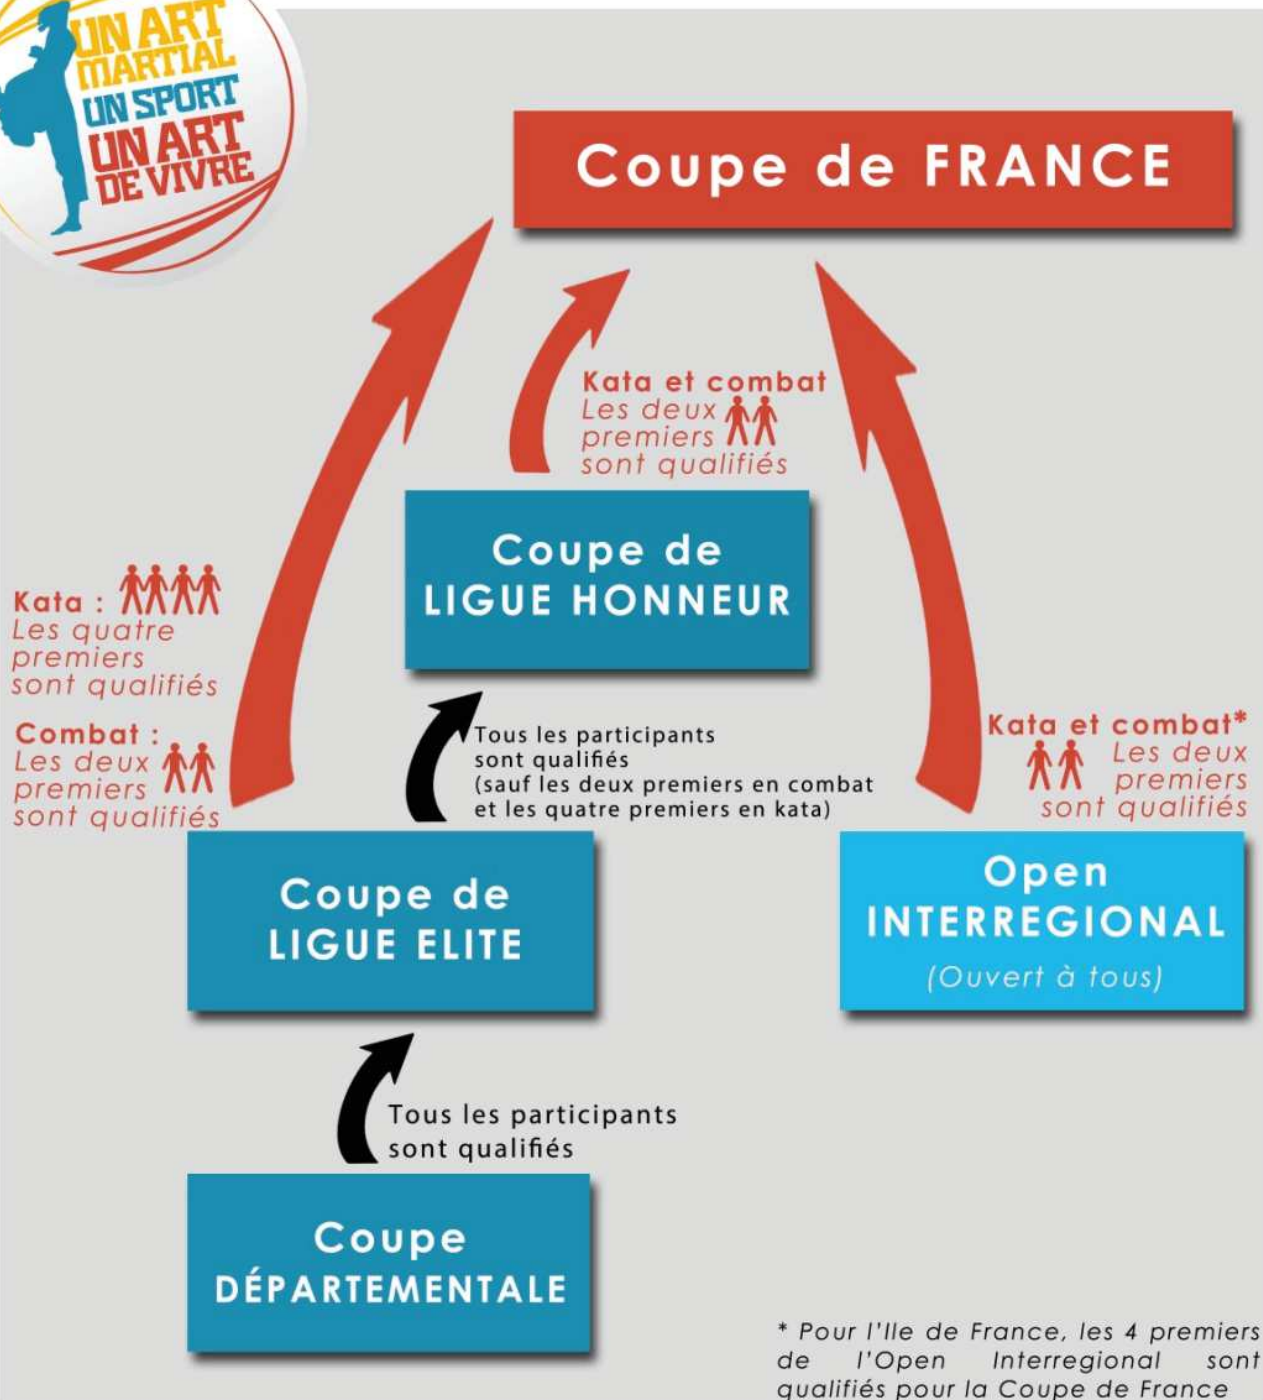 UN ART
MARTIAL
UN SPORT
UN ART
DE VIVRE
Coupe de FRANCE
Kata et combat
Les deux
premiers
sont qualifiés
Coupe de
LIGUE HONNEUR
Kata :
Les quatre
premiers
sont qualifiés
Combat :
Les deux
premiers
sont qualifiés
Tous les participants
sont qualifiés
(sauf les deux premiers en combat
et les quatre premiers en kata)
Kata et combat*
Les deux
premiers
sont qualifiés
Coupe de
LIGUE ELITE
Open
INTERREGIONAL
(Ouvert à tous)
Tous les participants
sont qualifiés
Coupe
DÉPARTEMENTALE
* Pour l'Ile de France, les 4 premiers
de l'Open Interregional sont
qualifiés pour la Coupe de France